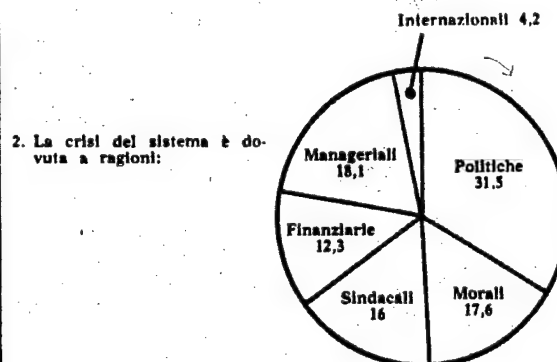 Internazionali 4,2
2. La crisi del sistema è do-
vuta a ragioni:
Manageriali
18,1
Politiche
31,5
Finanziarie
12,3
Sindacali
16
Morali
17,6